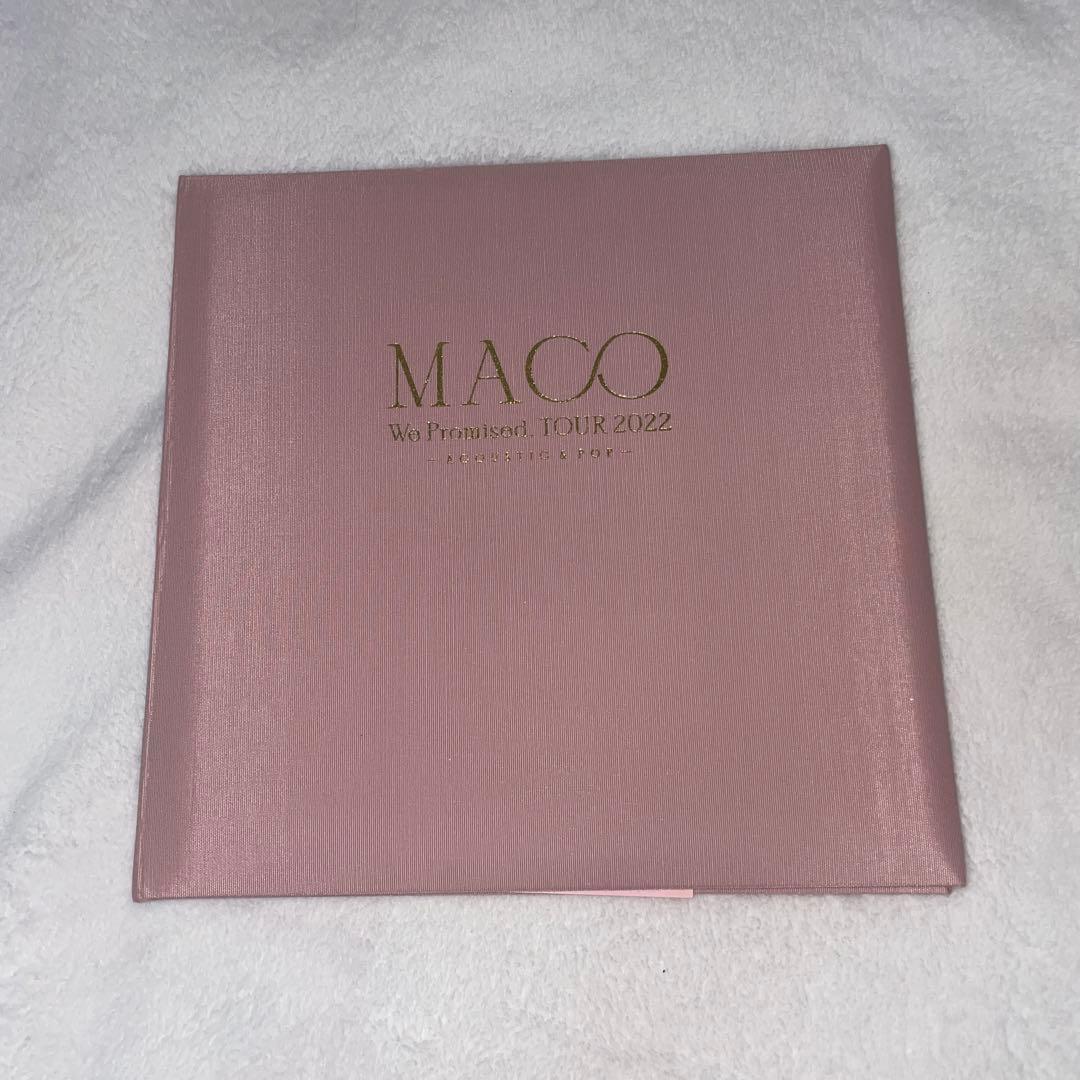 MACO
We Promised. TOUR 2022
— ACOUSTIC & POP —